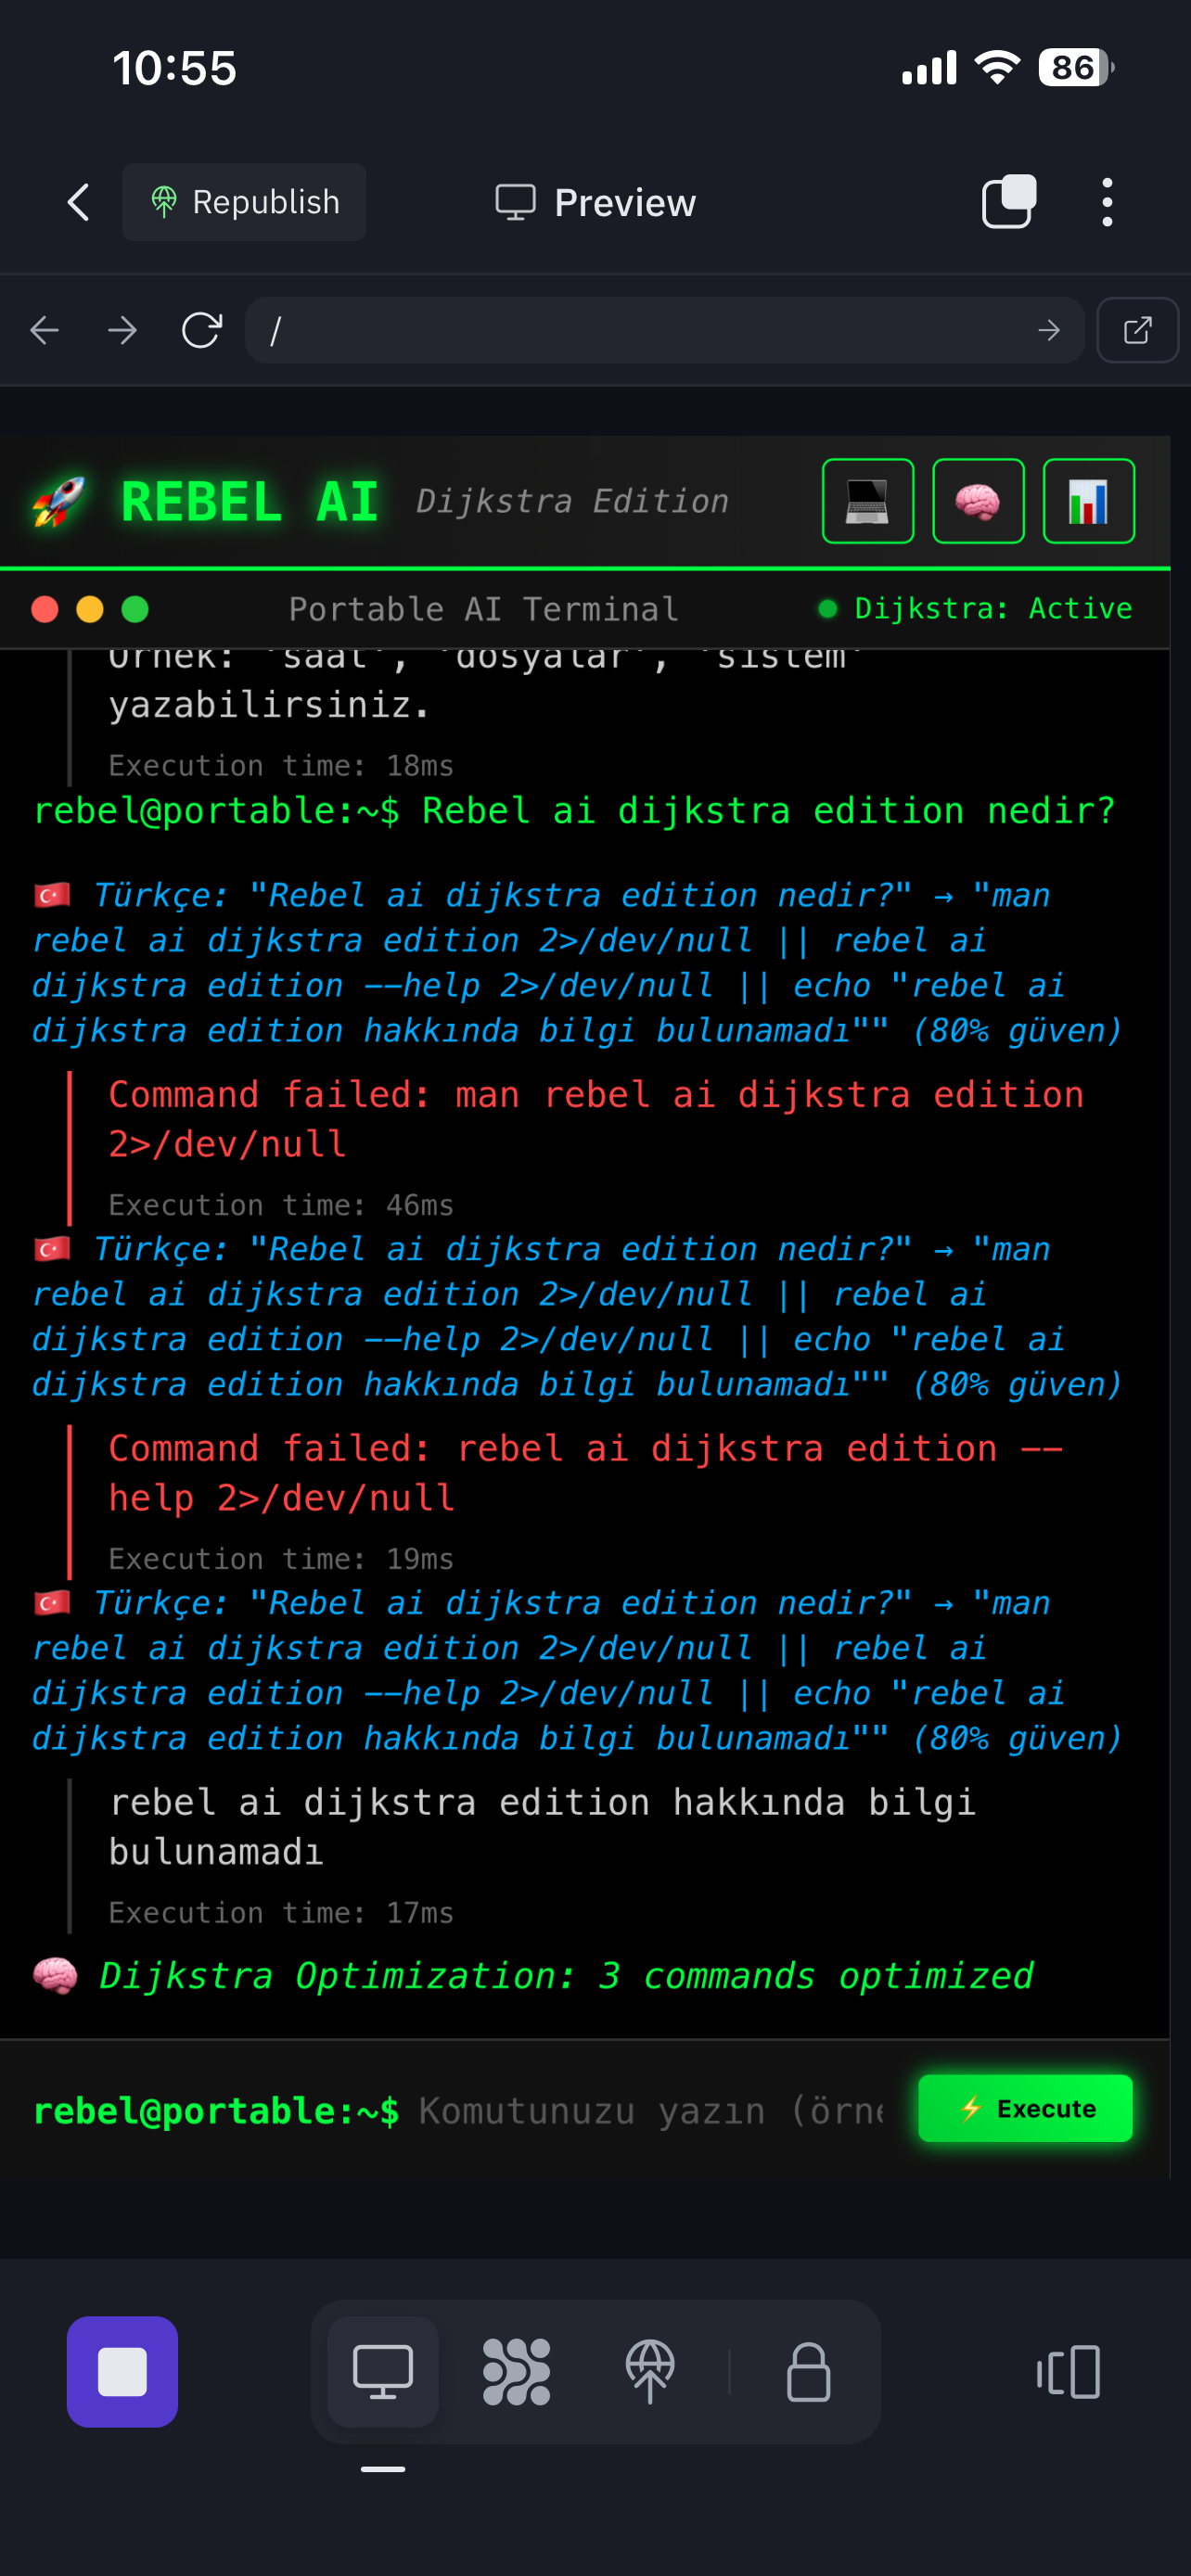 10:55
86
Republish
Preview
/
REBEL AI Dijkstra Edition
Portable AI Terminal
Dijkstra: Active
Örnek: 'saat', 'dosyalar', 'sistem'
yazabilirsiniz.
Execution time: 18ms
rebel@portable:~$ Rebel ai dijkstra edition nedir?
Türkçe: "Rebel ai dijkstra edition nedir?" → "man
rebel ai dijkstra edition 2>/dev/null || rebel ai
dijkstra edition --help 2>/dev/null || echo "rebel ai
dijkstra edition hakkında bilgi bulunamadı"" (80% güven)
Command failed: man rebel ai dijkstra edition
2>/dev/null
Execution time: 46ms
Türkçe: "Rebel ai dijkstra edition nedir?" → "man
rebel ai dijkstra edition 2>/dev/null || rebel ai
dijkstra edition --help 2>/dev/null || echo "rebel ai
dijkstra edition hakkında bilgi bulunamadı"" (80% güven)
Command failed: rebel ai dijkstra edition --
help 2>/dev/null
Execution time: 19ms
Türkçe: "Rebel ai dijkstra edition nedir?" → "man
rebel ai dijkstra edition 2>/dev/null || rebel ai
dijkstra edition --help 2>/dev/null || echo "rebel ai
dijkstra edition hakkında bilgi bulunamadı"" (80% güven)
rebel ai dijkstra edition hakkında bilgi
bulunamadı
Execution time: 17ms
Dijkstra Optimization: 3 commands optimized
rebel@portable:~$ Komutunuzu yazın (örne
Execute